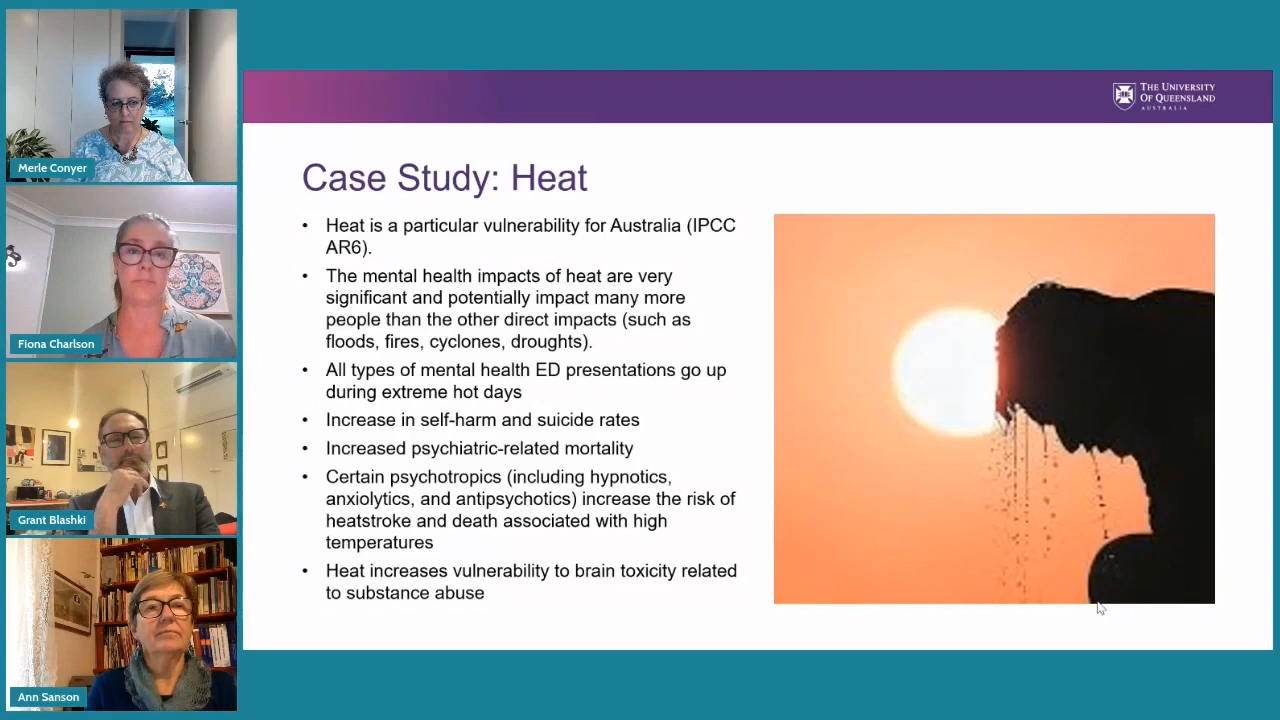 Merle Conyer
Fiona Charlson
Grant Blashki
Ann Sanson
THE UNIVERSITY
OF QUEENSLAND
AUSTRALIA
Case Study: Heat
• Heat is a particular vulnerability for Australia (IPCC
AR6).
• The mental health impacts of heat are very
significant and potentially impact many more
people than the other direct impacts (such as
floods, fires, cyclones, droughts).
• All types of mental health ED presentations go up
during extreme hot days
• Increase in self-harm and suicide rates
• Increased psychiatric-related mortality
• Certain psychotropics (including hypnotics,
anxiolytics, and antipsychotics) increase the risk of
heatstroke and death associated with high
temperatures
• Heat increases vulnerability to brain toxicity related
to substance abuse